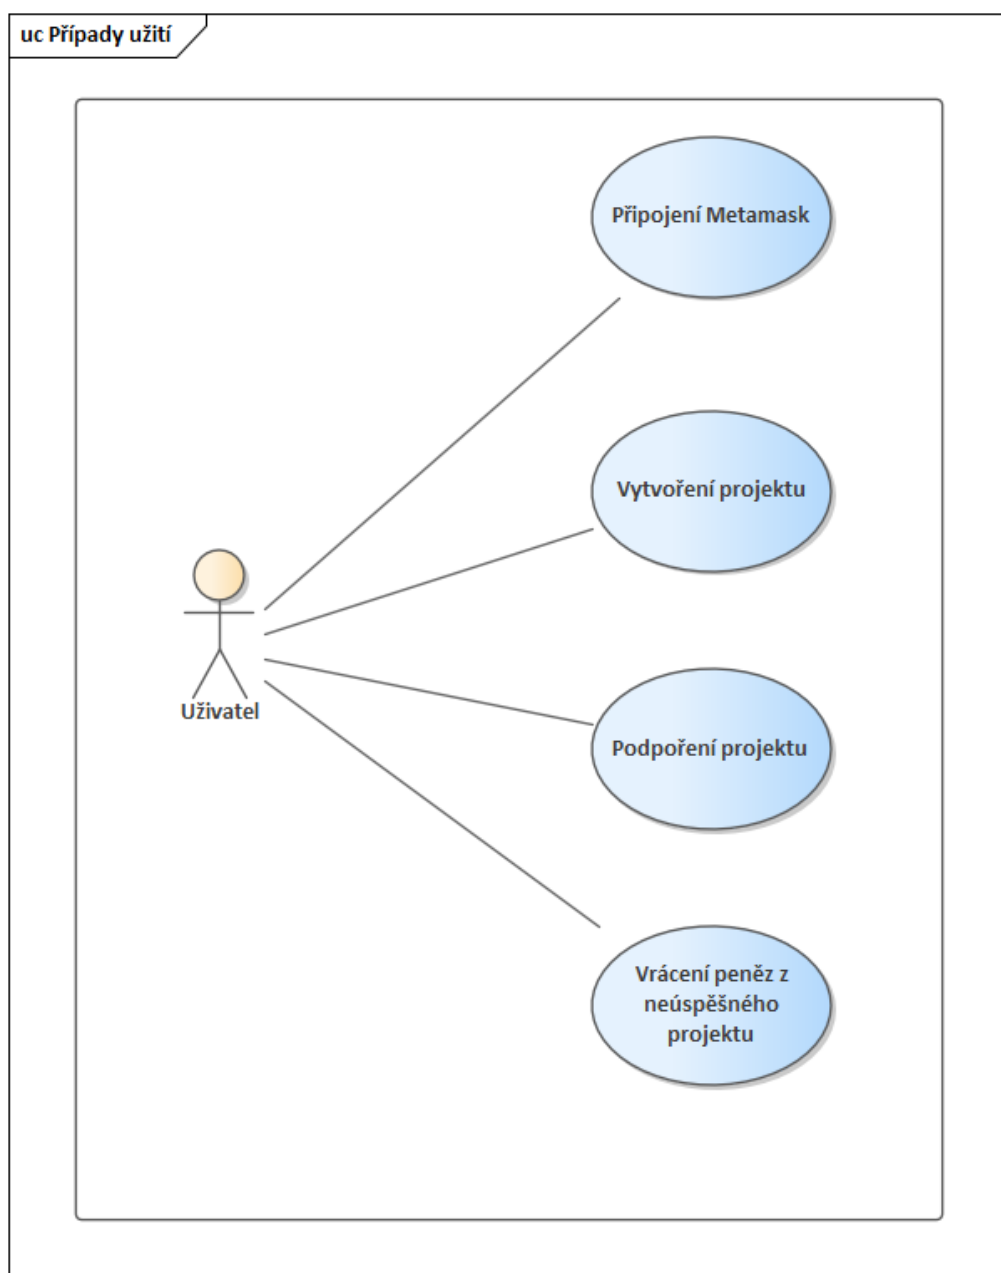 uc Případy užití
Připojení Metamask
Vytvoření projektu
Uživatel
Podpoření projektu
Vrácení peněz z
neúspěšného
projektu